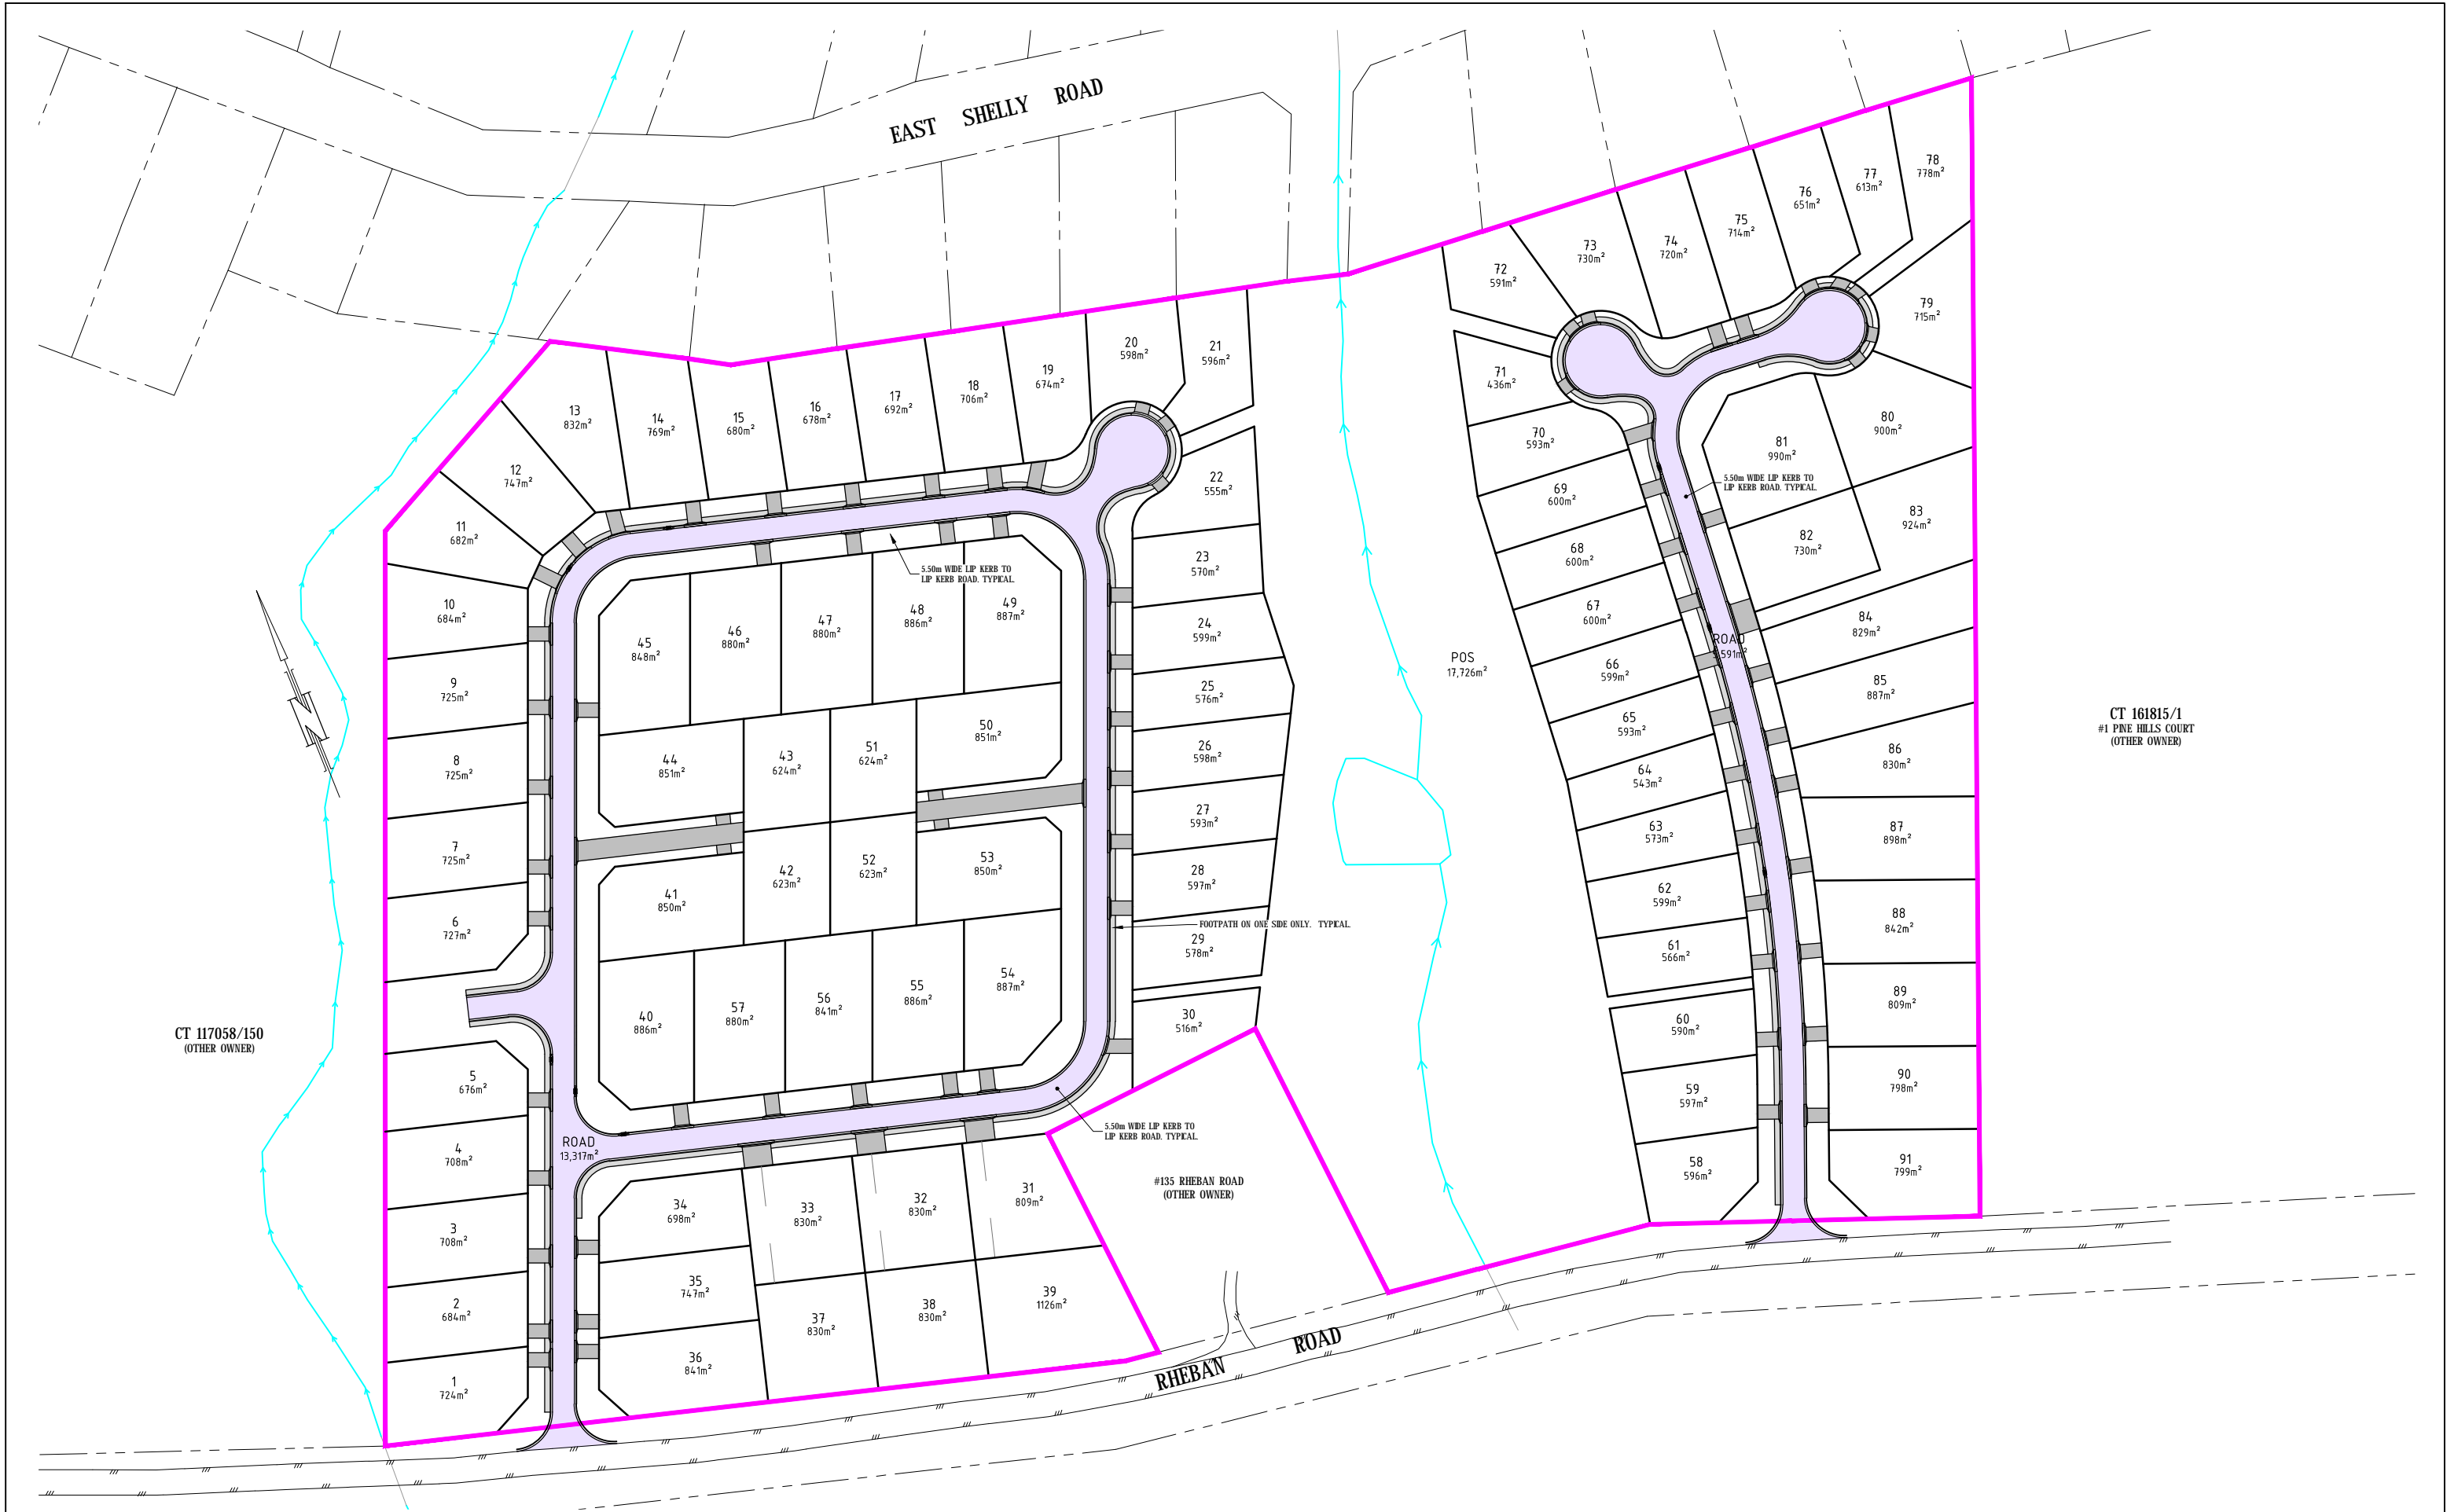 EAST SHELLY ROAD
78
778m²
77
613m²
76
651m²
75
714m²
74
720m²
73
730m²
72
591m²
79
715m²
20
598m²
21
596m²
19
674m²
18
706m²
17
692m²
16
678m²
15
680m²
14
769m²
13
832m²
12
747m²
11
682m²
71
436m²
70
593m²
80
900m²
81
990m²
5.50m WIDE LIP KERB TO
LIP KERB ROAD. TYPICAL.
69
600m²
22
555m²
83
924m²
82
730m²
68
600m²
23
570m²
5.50m WIDE LIP KERB TO
LIP KERB ROAD. TYPICAL.
10
684m²
45
848m²
46
880m²
47
880m²
48
886m²
49
887m²
24
599m²
67
600m²
84
829m²
ROAD
POS
17,726m²
66
599m²
85
887m²
9
725m²
25
576m²
65
593m²
CT 161815/1
#1 PINE HILLS COURT
(OTHER OWNER)
50
851m²
51
624m²
43
624m²
44
851m²
8
725m²
26
598m²
64
543m²
86
830m²
27
593m²
63
573m²
87
898m²
7
725m²
53
850m²
52
623m²
42
623m²
41
850m²
28
597m²
62
599m²
88
842m²
6
727m²
FOOTPATH ON ONE SIDE ONLY. TYPICAL.
29
578m²
61
566m²
54
887m²
55
886m²
56
841m²
57
880m²
40
886m²
89
809m²
30
516m²
60
590m²
CT 117058/150
(OTHER OWNER)
5
676m²
59
597m²
90
798m²
5.50m WIDE LIP KERB TO
LIP KERB ROAD. TYPICAL.
ROAD
13,317m²
4
708m²
58
596m²
91
799m²
#135 RHEBAN ROAD
(OTHER OWNER)
31
809m²
32
830m²
33
830m²
34
698m²
3
708m²
35
747m²
39
1126m²
38
830m²
37
830m²
2
684m²
36
841m²
1
724m²
RHEBAN ROAD